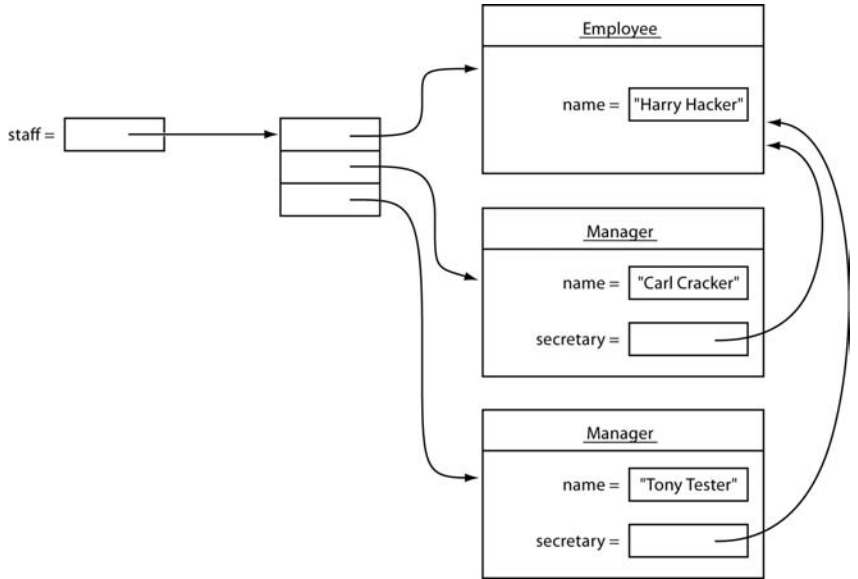 Employee
name = "Harry Hacker"
staff =
Manager
name = "Carl Cracker"
secretary =
Manager
name = "Tony Tester"
secretary =